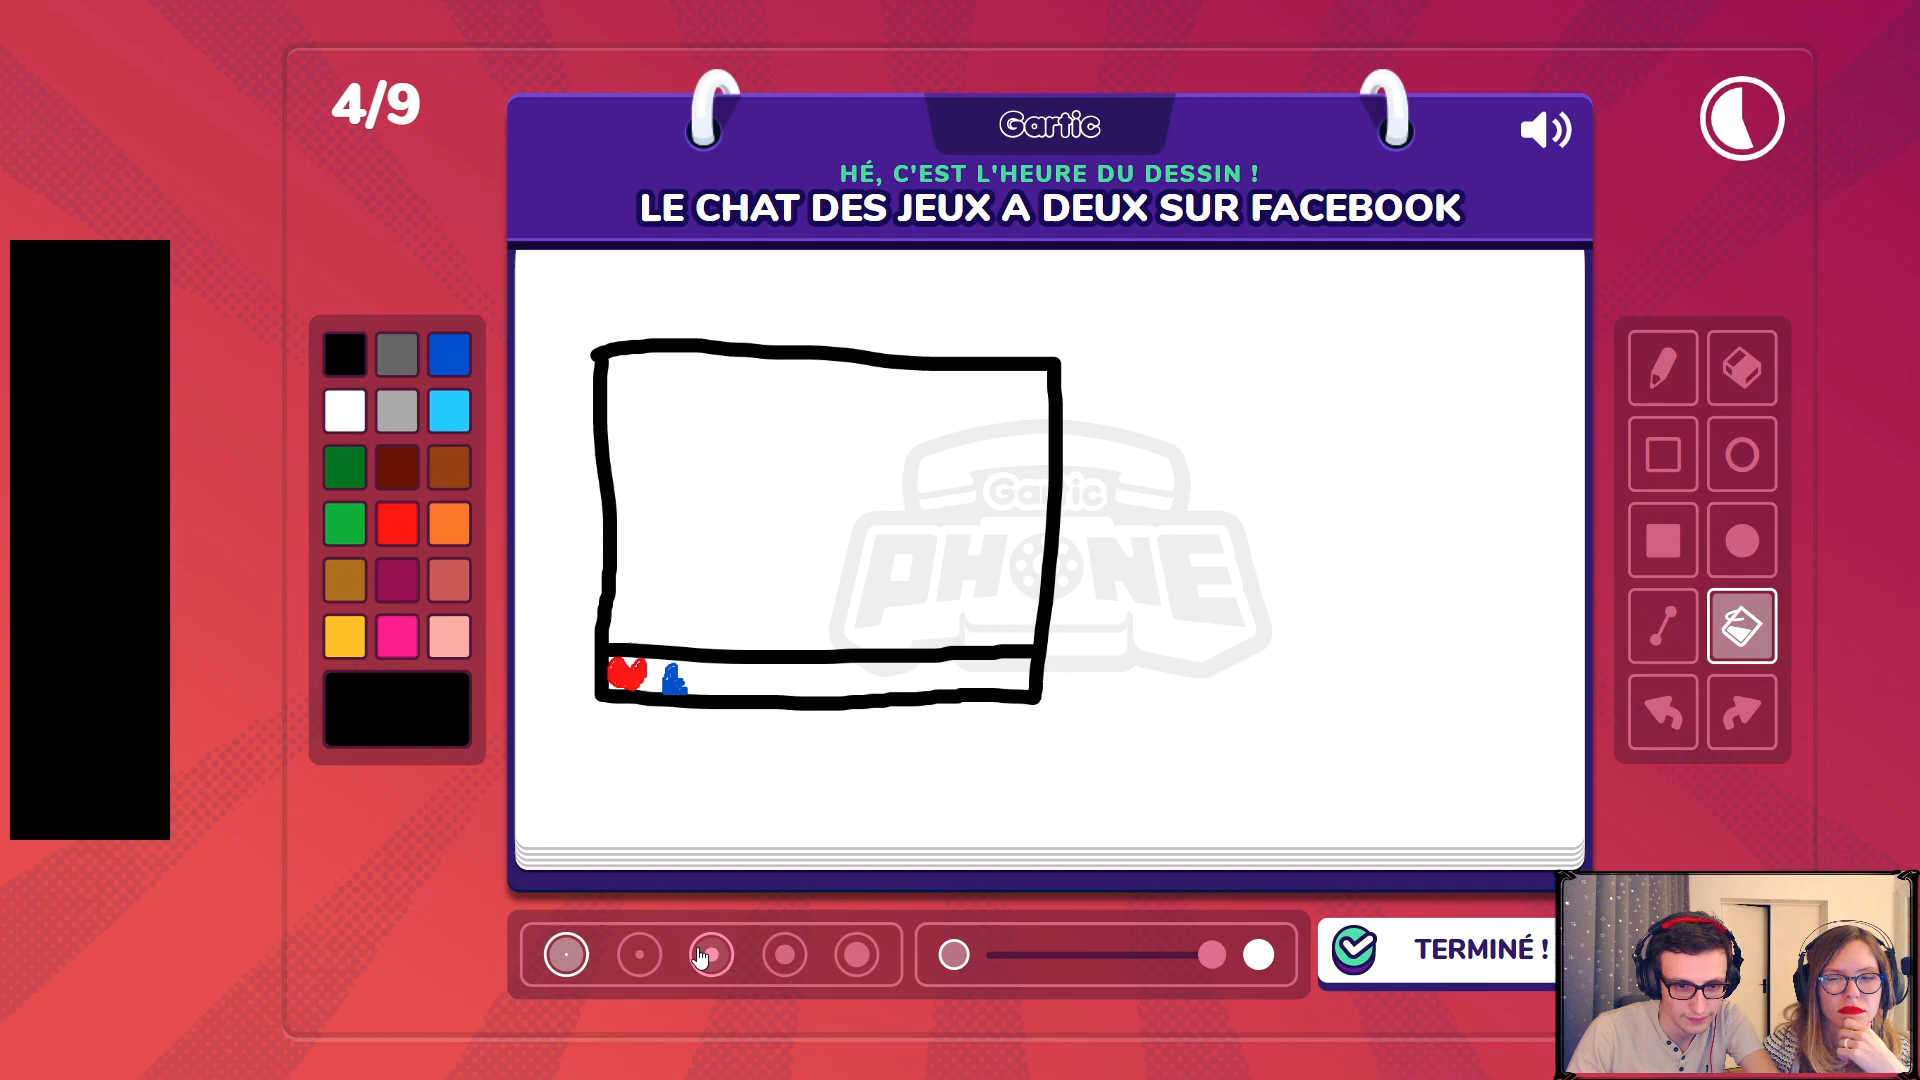 4/9
Gartic
HÉ, C'EST L'HEURE DU DESSIN !
LE CHAT DES JEUX A DEUX SUR FACEBOOK
Gartic
PHONE
TERMINÉ !